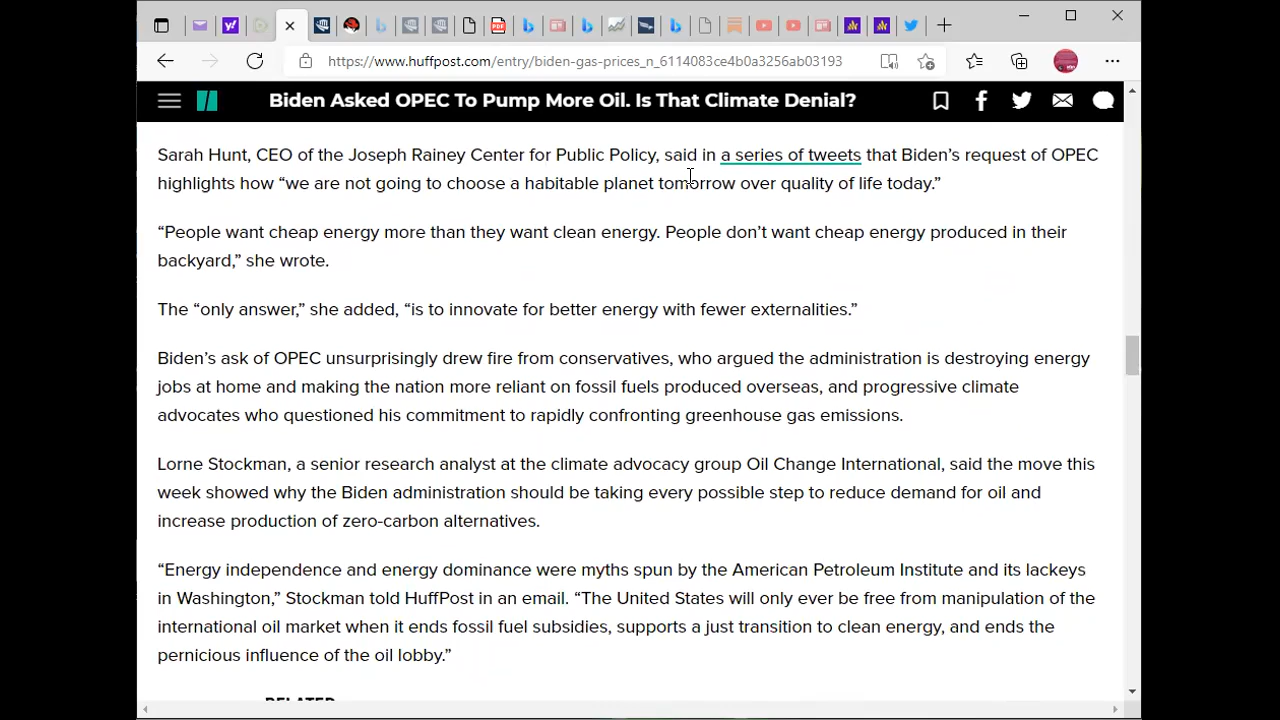 https://www.huffpost.com/entry/biden-gas-prices_n_6114083ce4b0a3256ab03193
Biden Asked OPEC To Pump More Oil. Is That Climate Denial?
Sarah Hunt, CEO of the Joseph Rainey Center for Public Policy, said in a series of tweets that Biden’s request of OPEC
highlights how “we are not going to choose a habitable planet tomorrow over quality of life today.”
“People want cheap energy more than they want clean energy. People don’t want cheap energy produced in their
backyard,” she wrote.
The “only answer,” she added, “is to innovate for better energy with fewer externalities.”
Biden’s ask of OPEC unsurprisingly drew fire from conservatives, who argued the administration is destroying energy
jobs at home and making the nation more reliant on fossil fuels produced overseas, and progressive climate
advocates who questioned his commitment to rapidly confronting greenhouse gas emissions.
Lorne Stockman, a senior research analyst at the climate advocacy group Oil Change International, said the move this
week showed why the Biden administration should be taking every possible step to reduce demand for oil and
increase production of zero-carbon alternatives.
“Energy independence and energy dominance were myths spun by the American Petroleum Institute and its lackeys
in Washington,” Stockman told HuffPost in an email. “The United States will only ever be free from manipulation of the
international oil market when it ends fossil fuel subsidies, supports a just transition to clean energy, and ends the
pernicious influence of the oil lobby.”
RELATED